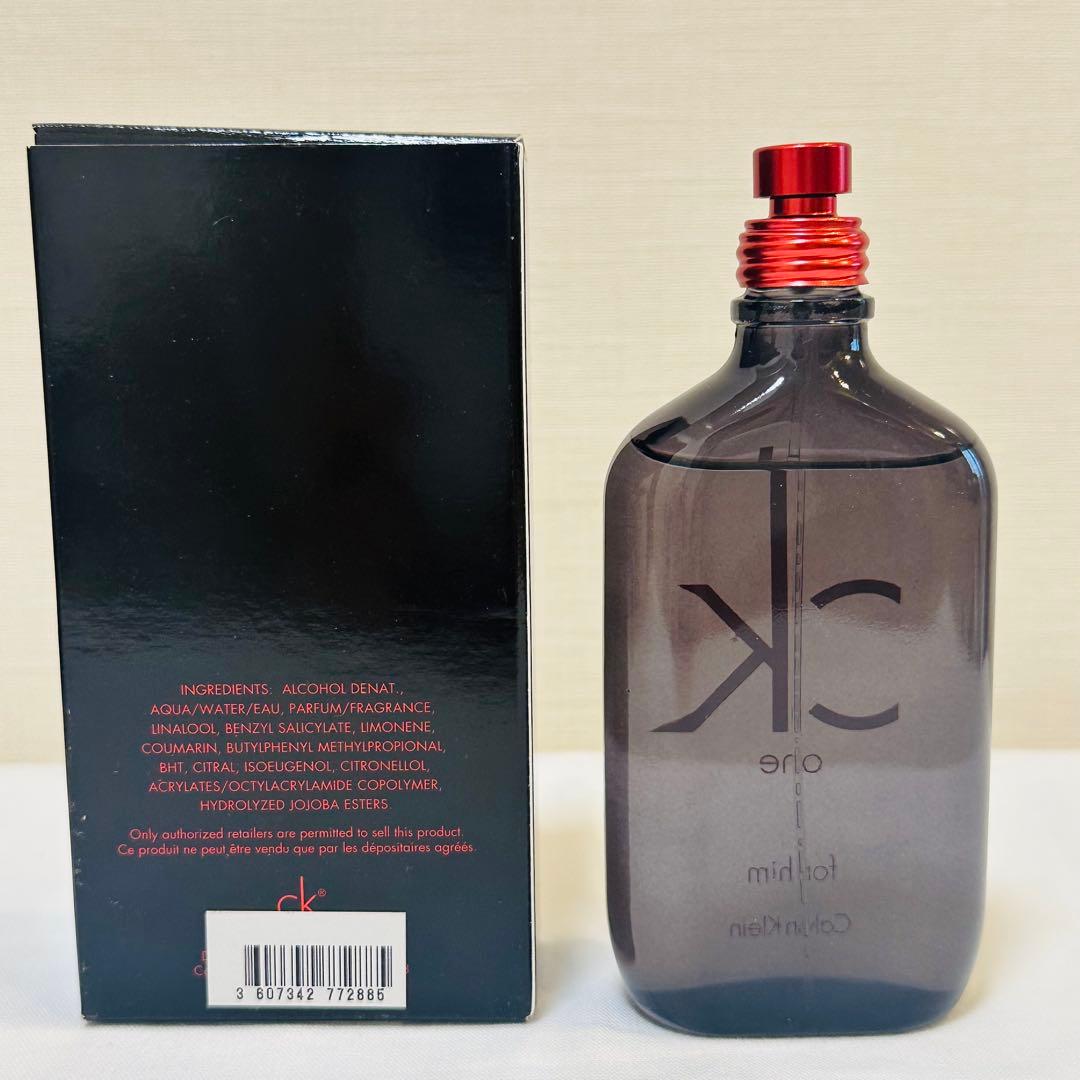 INGREDIENTS: ALCOHOL DENAT.,
AQUA/WATER/EAU, PARFUM/FRAGRANCE,
LINALOOL, BENZYL SALICYLATE, LIMONENE,
COUMARIN, BUTYLPHENYL METHYLPROPIONAL,
BHT, CITRAL, ISOEUGENOL, CITRONELLOL,
ACRYLATES/OCTYLACRYLAMIDE COPOLYMER,
HYDROLYZED JOJOBA ESTERS.
Only authorized retailers are permitted to sell this product.
Ce produit ne peut être vendu que par les dépositaires agréés.
ck®
3 607342 772885
ck
one
for him
Calvin Klein